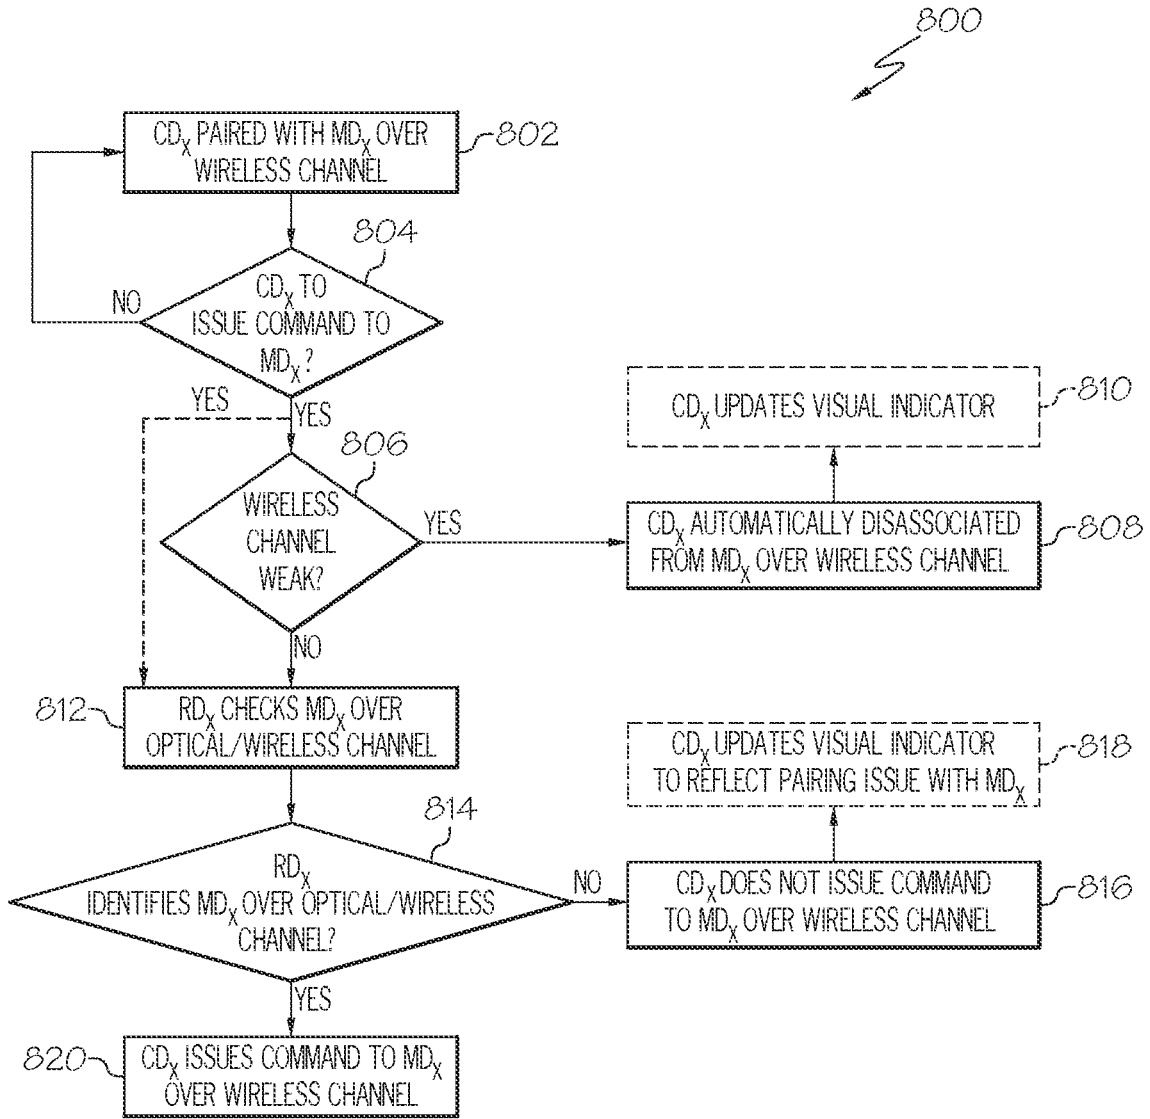 800
CDX PAIRED WITH MDX OVER
WIRELESS CHANNEL
802
804
CDX TO
ISSUE COMMAND TO
MDX?
NO
YES
YES
806
WIRELESS
CHANNEL
WEAK?
YES
NO
810
CDX UPDATES VISUAL INDICATOR
CDX AUTOMATICALLY DISASSOCIATED
FROM MDX OVER WIRELESS CHANNEL
808
812
RDX CHECKS MDX OVER
OPTICAL/WIRELESS CHANNEL
CDX UPDATES VISUAL INDICATOR
TO REFLECT PAIRING ISSUE WITH MDX
818
814
RDX
IDENTIFIES MDX OVER OPTICAL/WIRELESS
CHANNEL?
NO
YES
CDX DOES NOT ISSUE COMMAND
TO MDX OVER WIRELESS CHANNEL
816
820
CDX ISSUES COMMAND TO MDX
OVER WIRELESS CHANNEL